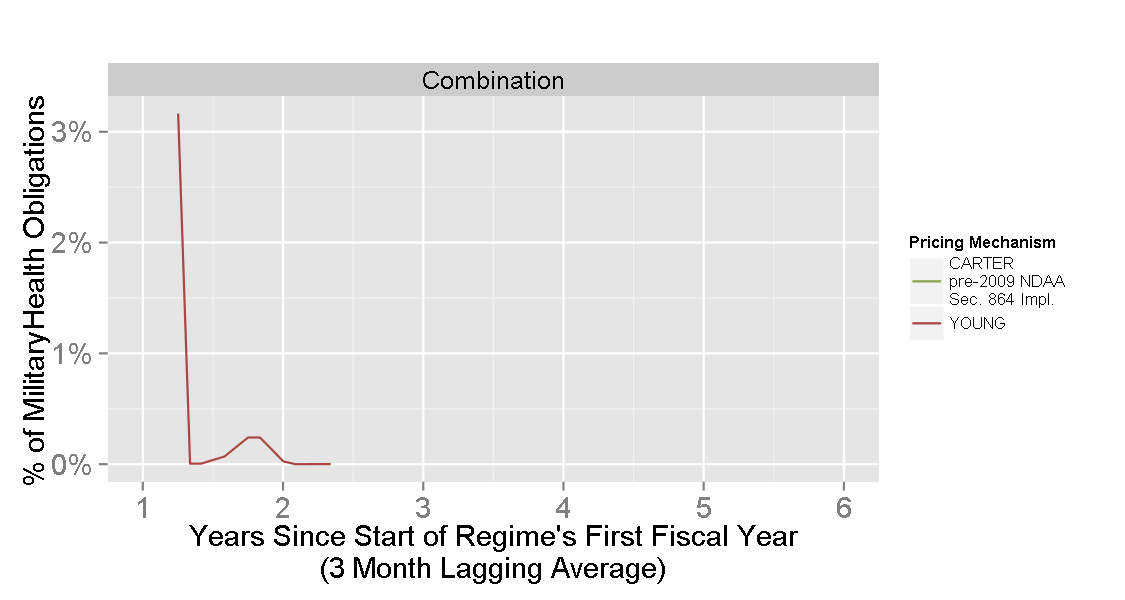 Combination
% of MilitaryHealth Obligations
3%
2%
1%
0%
1 2 3 4 5 6
Years Since Start of Regime's First Fiscal Year
(3 Month Lagging Average)
Pricing Mechanism
CARTER
pre-2009 NDAA
Sec. 864 Impl.
YOUNG